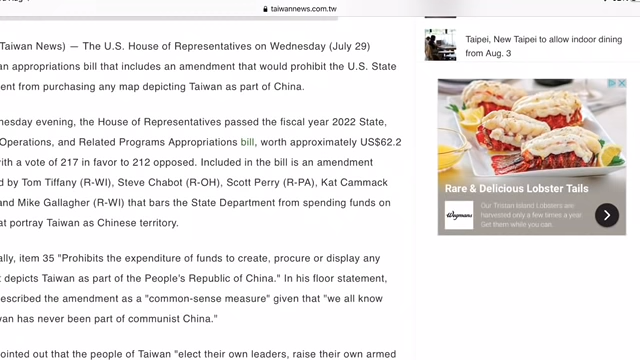 taiwannews.com.tw
Taiwan News) — The U.S. House of Representatives on Wednesday (July 29)
an appropriations bill that includes an amendment that would prohibit the U.S. State
ent from purchasing any map depicting Taiwan as part of China.
nesday evening, the House of Representatives passed the fiscal year 2022 State,
Operations, and Related Programs Appropriations bill, worth approximately US$62.2
ith a vote of 217 in favor to 212 opposed. Included in the bill is an amendment
d by Tom Tiffany (R-WI), Steve Chabot (R-OH), Scott Perry (R-PA), Kat Cammack
and Mike Gallagher (R-WI) that bars the State Department from spending funds on
at portray Taiwan as Chinese territory.
ally, item 35 "Prohibits the expenditure of funds to create, procure or display any
t depicts Taiwan as part of the People's Republic of China." In his floor statement,
escribed the amendment as a "common-sense measure" given that "we all know
wan has never been part of communist China."
ointed out that the people of Taiwan "elect their own leaders, raise their own armed
Taipei, New Taipei to allow indoor dining
from Aug. 3
Rare & Delicious Lobster Tails
Wegmans
Our Tristan Island Lobsters are
harvested only a few times a year.
Get them while you can.